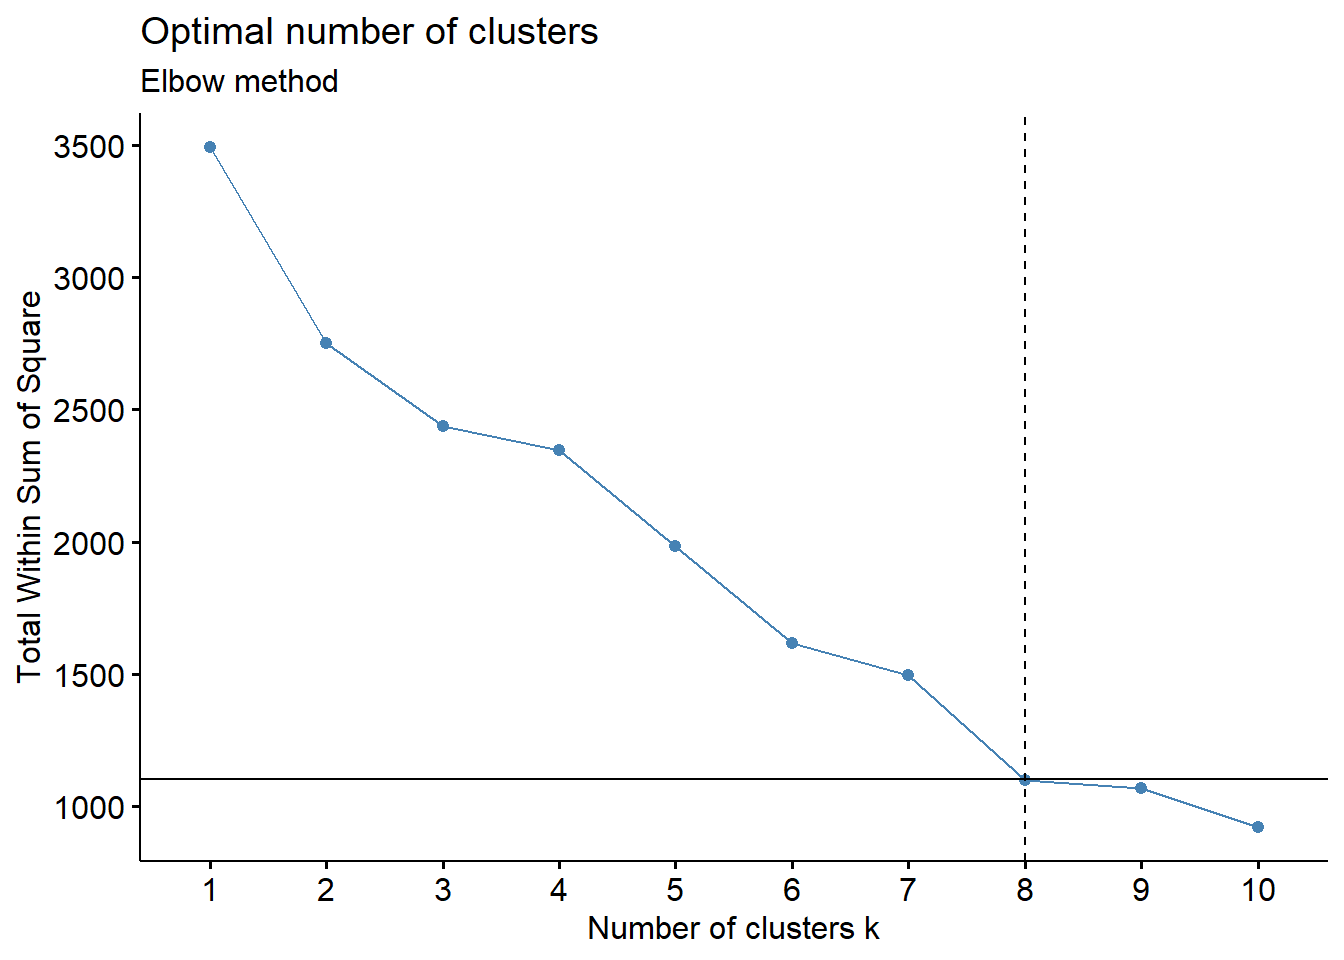 Optimal number of clusters
Elbow method
3500
3000
2500
2000
1500
1000
Total Within Sum of Square
1 2 3 4 5 6 7 8 9 10
Number of clusters k